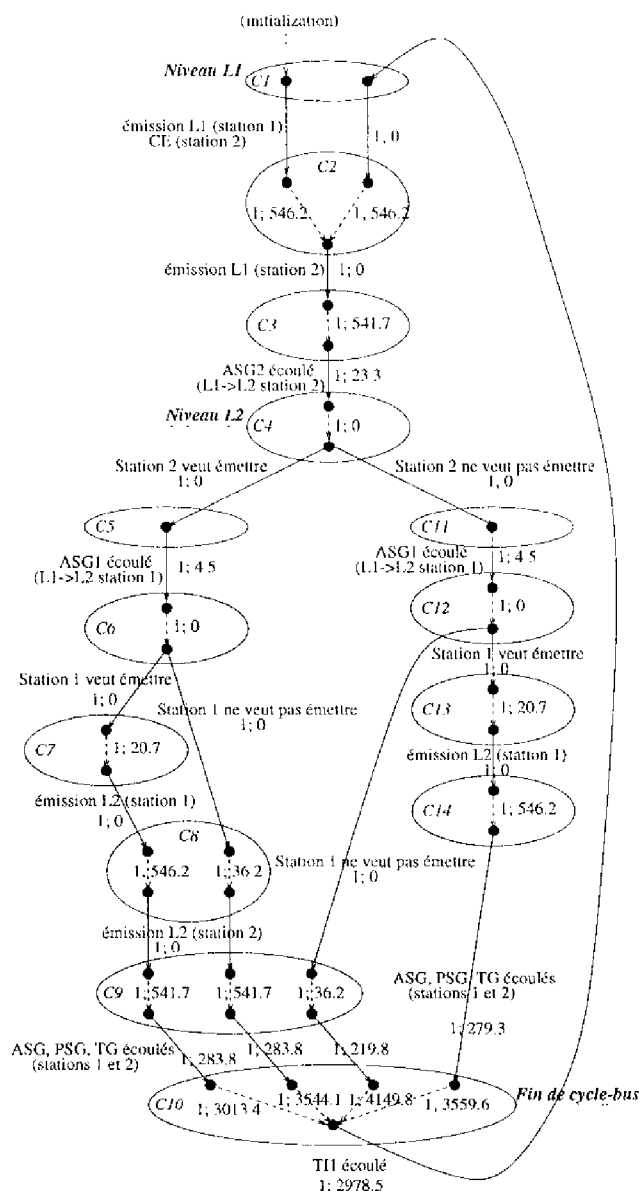 (initialization)
Niveau L1
C1
émission L1 (station 1)
CE (station 2)
1, 0
C2
1; 546.2
1, 546.2
émission L1 (station 2)
1; 0
C3
1; 541.7
ASG2 écoulé
(L1->L2 station 2)
1; 23.3
Niveau L2
C4
1; 0
Station 2 veut émettre
1; 0
Station 2 ne veut pas émettre
1, 0
C5
C11
ASG1 écoulé
(L1->L2 station 1)
1; 4.5
ASG1 écoulé
(L1->L2 station 1)
1; 4.5
C6
1; 0
C12
1; 0
Station 1 veut émettre
1; 0
Station 1 ne veut pas émettre
1; 0
Station 1 veut émettre
1; 0
C7
1; 20.7
C13
1; 20.7
émission L2 (station 1)
1; 0
émission L2 (station 1)
1; 0
C8
1; 546.2
1; 36.2
C14
1; 546.2
Station 1 ne veut pas émettre
1; 0
émission L2 (station 2)
1; 0
C9
1; 541.7
1; 541.7
1; 36.2
ASG, PSG, TG écoulés
(stations 1 et 2)
1; 279.3
ASG, PSG, TG écoulés
(stations 1 et 2)
1; 283.8
1; 283.8
1; 219.8
C10
1; 3013.4
1; 3544.1
1; 4149.8
1, 3559.6
Fin de cycle-bus
TI1 écoulé
1; 2978.5